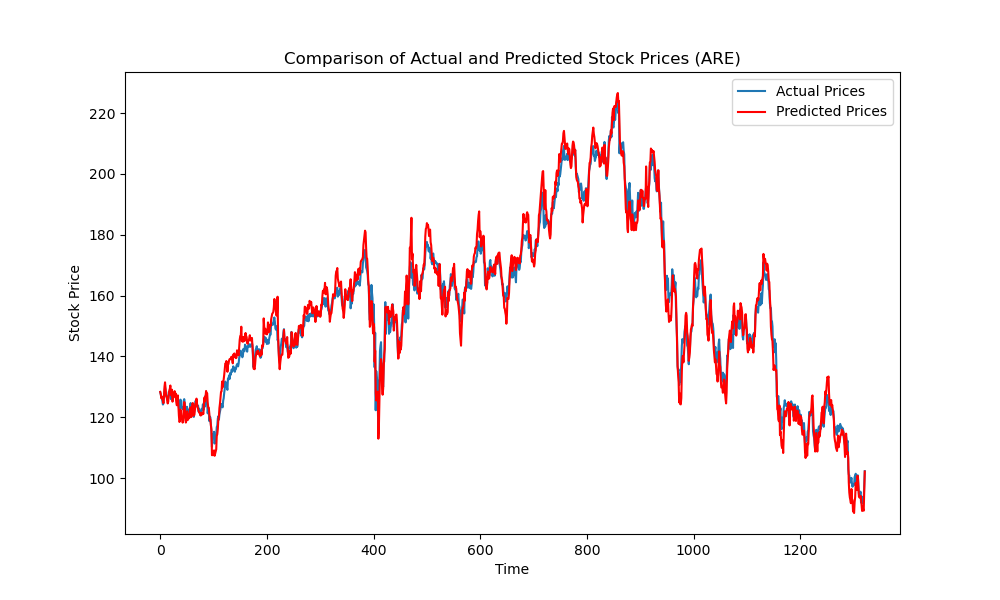 Comparison of Actual and Predicted Stock Prices (ARE)
Actual Prices
Predicted Prices
Stock Price
220
200
180
160
140
120
100
0 200 400 600 800 1000 1200
Time